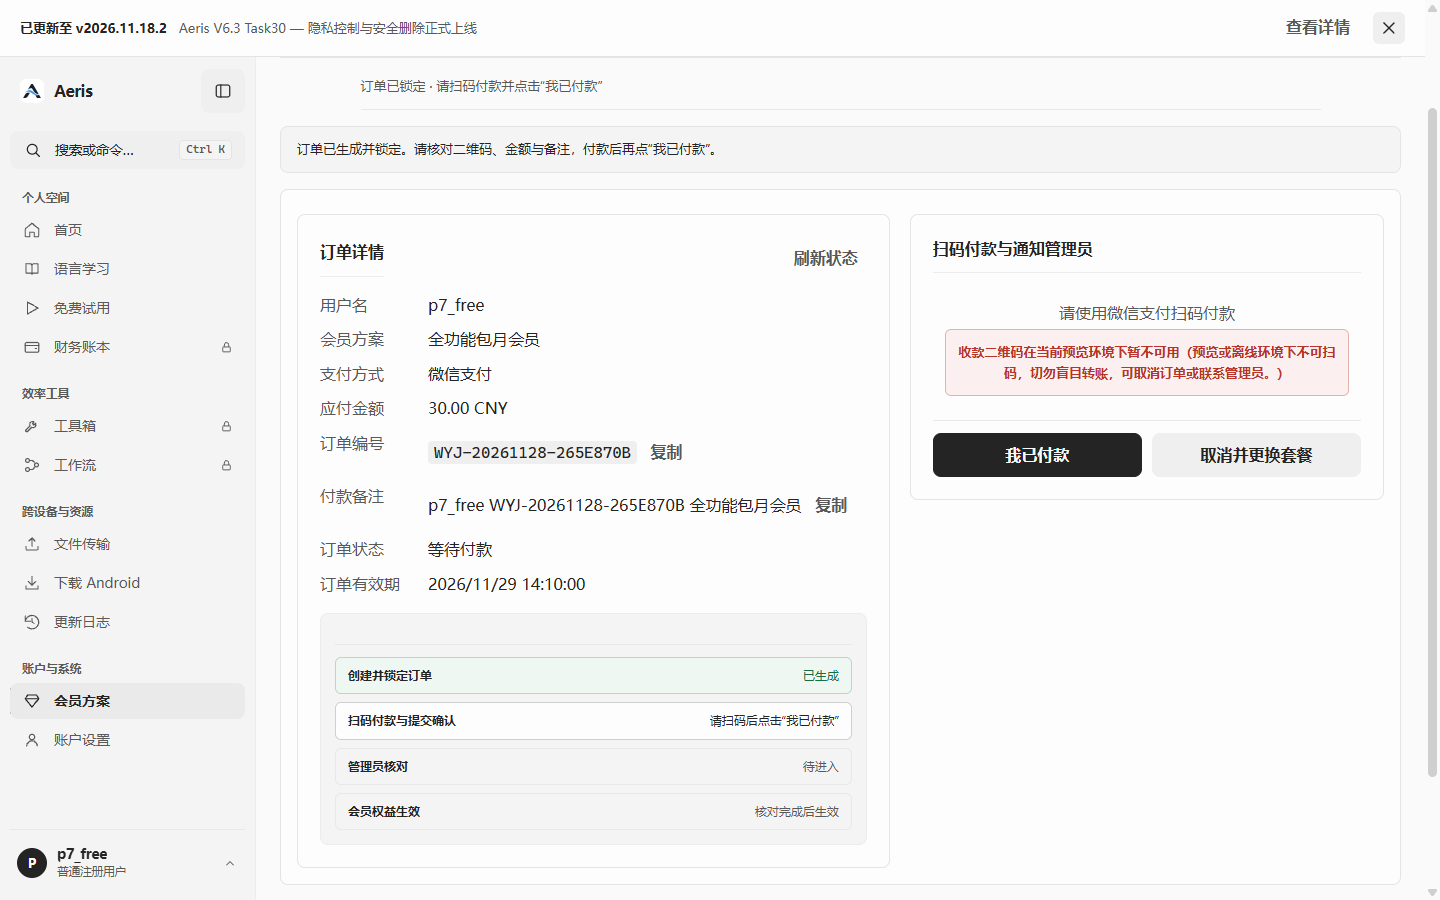 已更新至 v2026.11.18.2 Aeris V6.3 Task30 — 隐私控制与安全删除正式上线 查看详情
Aeris
搜索或命令... Ctrl K
个人空间
首页
语言学习
免费试用
财务账本
效率工具
工具箱
工作流
跨设备与资源
文件传输
下载 Android
更新日志
账户与系统
会员方案
账户设置
P
p7_free
普通注册用户
订单已锁定 · 请扫码付款并点击“我已付款”
订单已生成并锁定。请核对二维码、金额与备注，付款后再点“我已付款”。
订单详情
刷新状态
用户名 p7_free
会员方案 全功能包月会员
支付方式 微信支付
应付金额 30.00 CNY
订单编号 WYJ-20261128-265E870B 复制
付款备注 p7_free WYJ-20261128-265E870B 全功能包月会员 复制
订单状态 等待付款
订单有效期 2026/11/29 14:10:00
创建并锁定订单 已生成
扫码付款与提交确认 请扫码后点击“我已付款”
管理员核对 待进入
会员权益生效 核对完成后生效
扫码付款与通知管理员
请使用微信支付扫码付款
收款二维码在当前预览环境下暂不可用（预览或离线环境下不可扫
码，切勿盲目转账，可取消订单或联系管理员。）
我已付款 取消并更换套餐